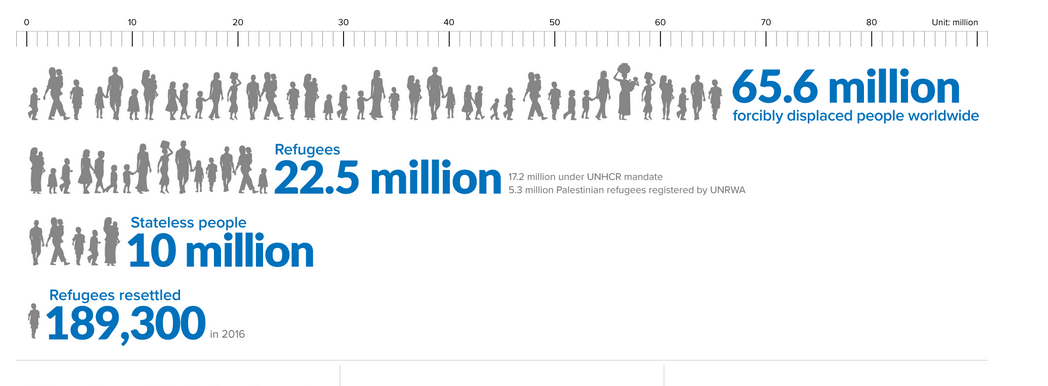 0 10 20 30 40 50 60 70 80 Unit: million
65.6 million
forcibly displaced people worldwide
Refugees
22.5 million
17.2 million under UNHCR mandate
5.3 million Palestinian refugees registered by UNRWA
Stateless people
10 million
Refugees resettled
189,300 in 2016